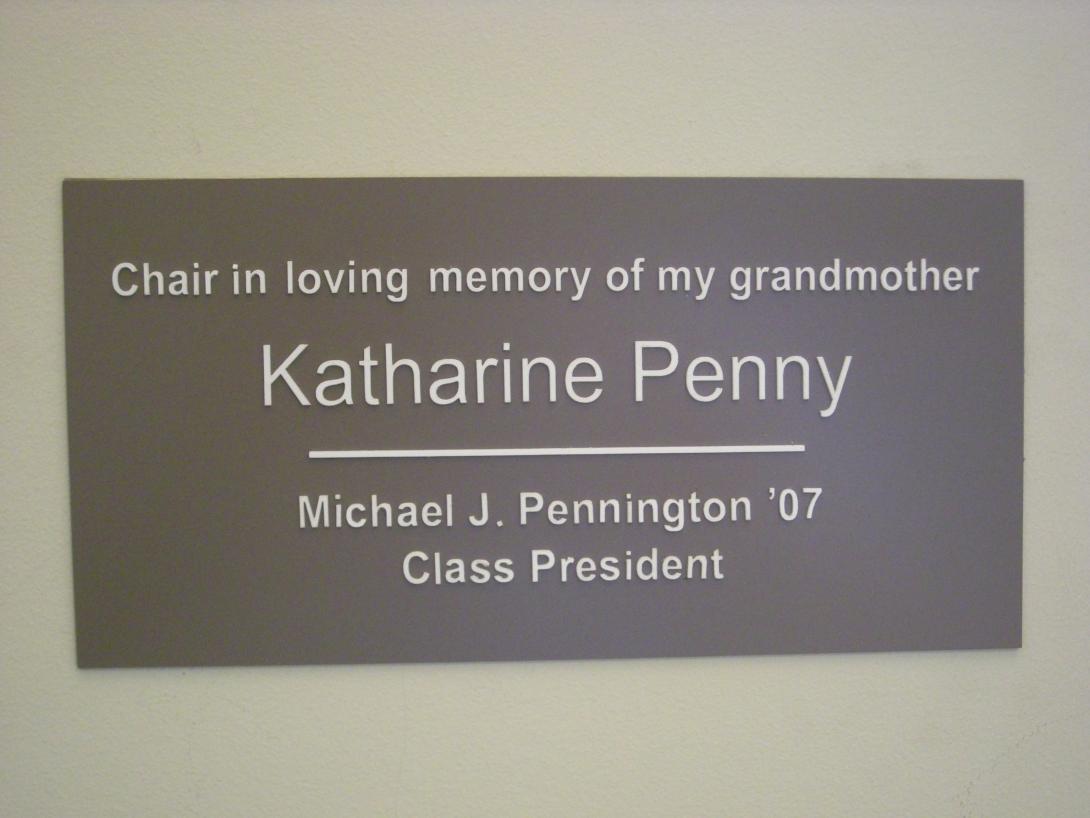 Chair in loving memory of my grandmother
Katharine Penny
Michael J. Pennington ’07
Class President